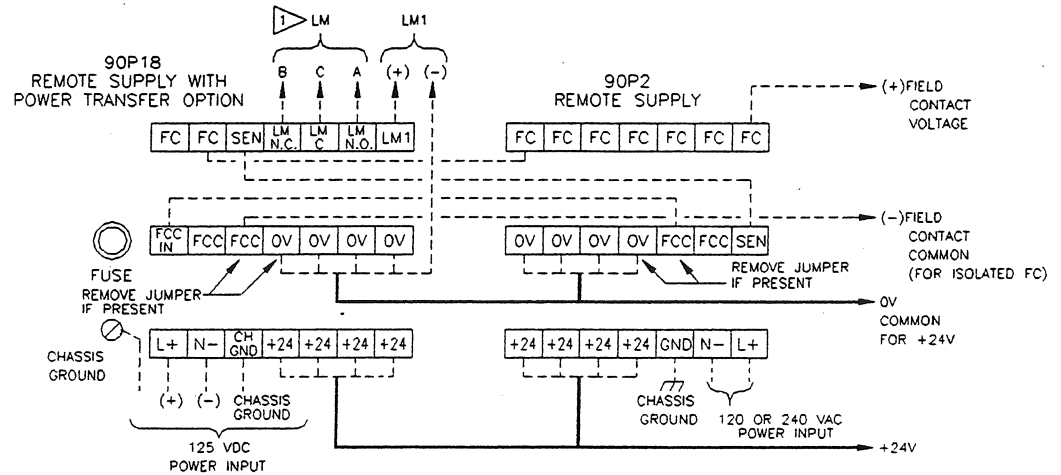 1 LM LM1
90P18
REMOTE SUPPLY WITH
POWER TRANSFER OPTION
B C A (+) (-)
90P2
REMOTE SUPPLY
(+)FIELD
CONTACT
VOLTAGE
FC FC SEN LM N.C. LM C LM N.O. LM1
FC FC FC FC FC FC FC
FCC IN FCC FCC 0V 0V 0V 0V
0V 0V 0V 0V FCC FCC SEN
(-)FIELD
CONTACT
COMMON
(FOR ISOLATED FC)
FUSE
REMOVE JUMPER
IF PRESENT
REMOVE JUMPER
IF PRESENT
0V
COMMON
FOR +24V
L+ N- CH GND +24 +24 +24 +24
+24 +24 +24 +24 GND N- L+
CHASSIS
GROUND
(+) (-) CHASSIS
GROUND
CHASSIS
GROUND
120 OR 240 VAC
POWER INPUT
125 VDC
POWER INPUT
+24V